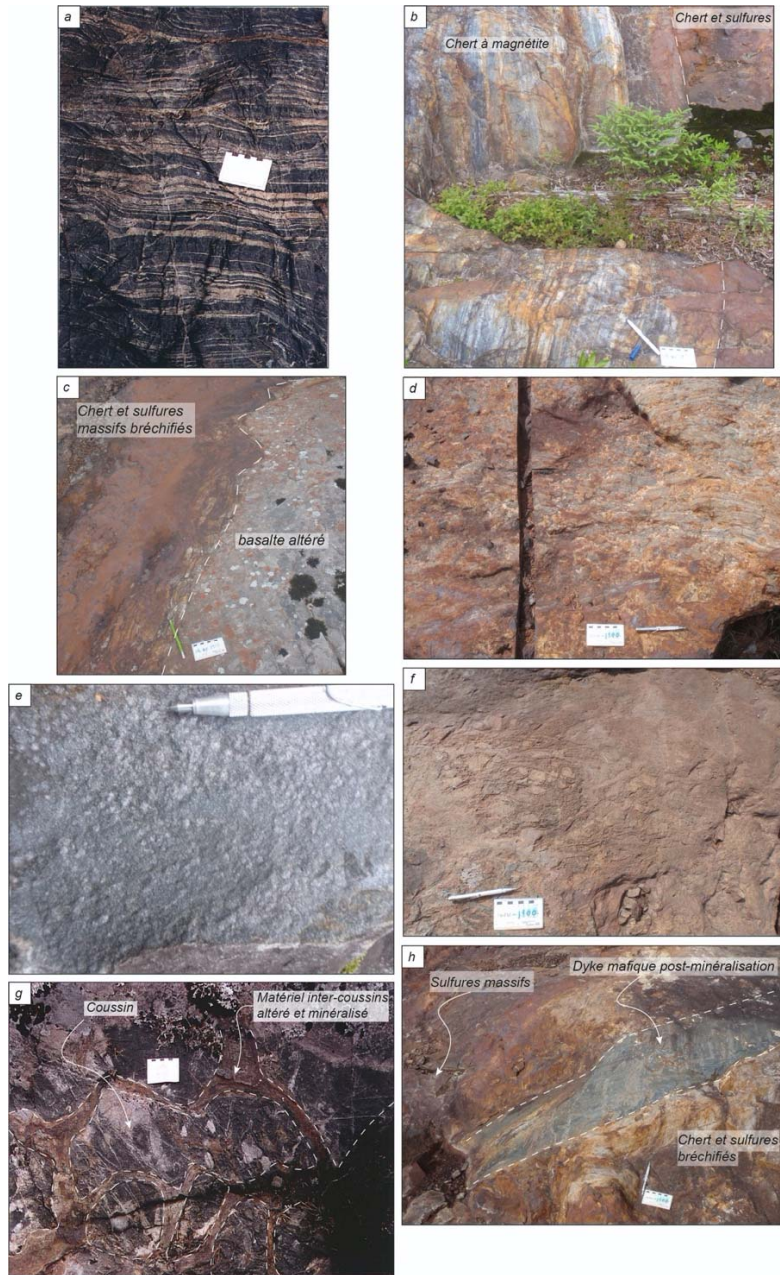 a
b
Chert à magnétite
Chert et sulfures
c
Chert et sulfures
massifs bréchifiés
basalte altéré
d
e
f
g
Coussin
Matériel inter-coussins
altéré et minéralisé
h
Sulfures massifs
Dyke mafique post-minéralisation
Chert et sulfures
bréchifiés